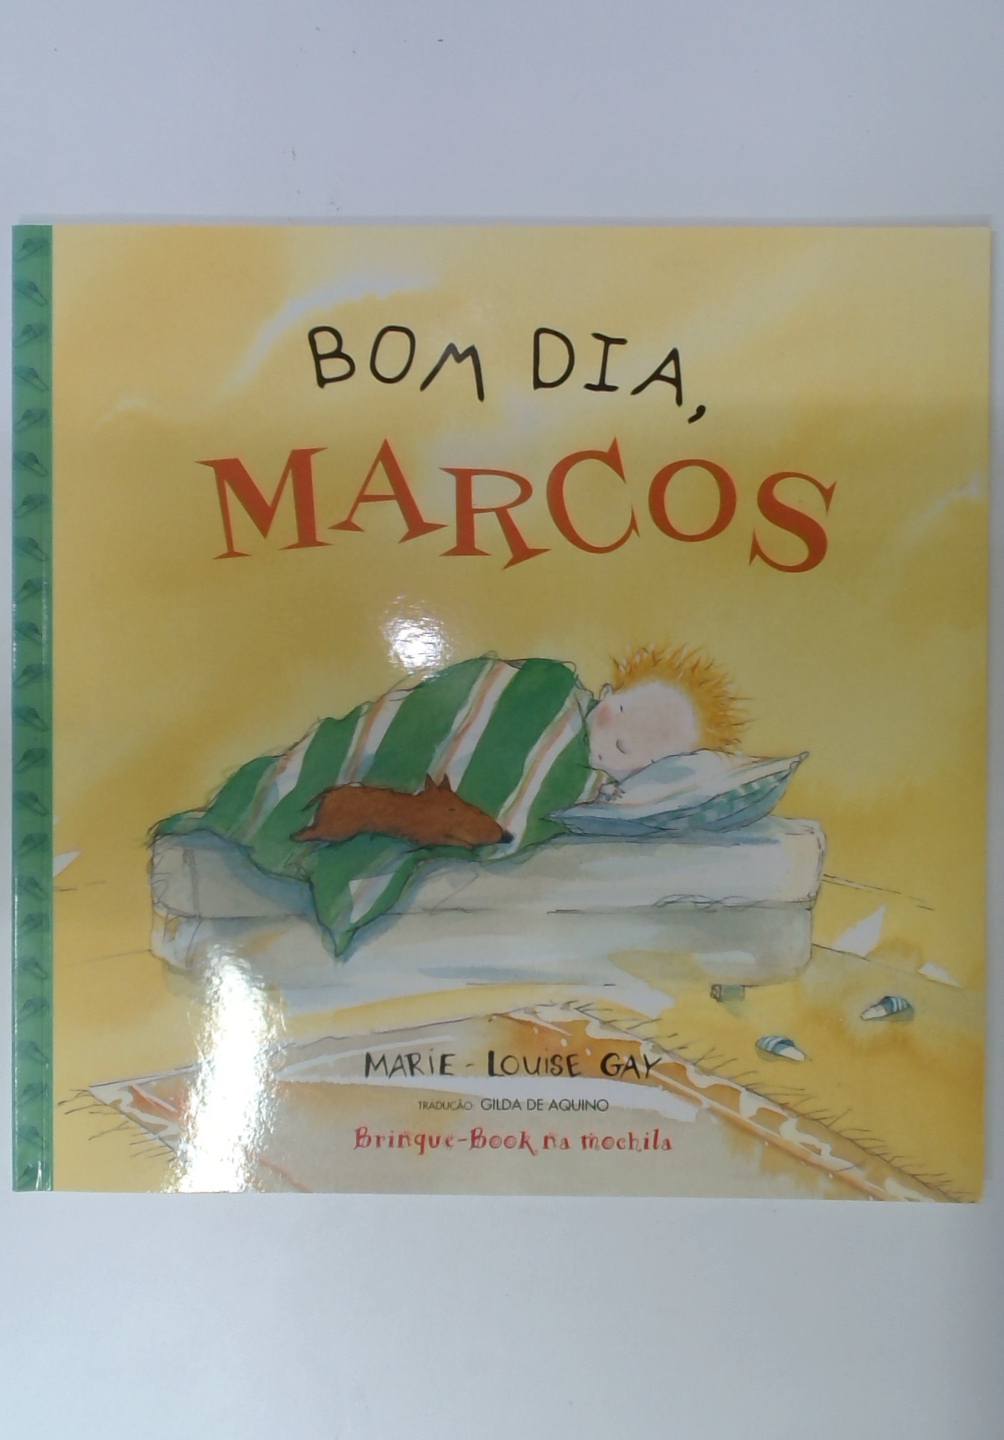 BOM DIA,
MARCOS
MARIE-LOUISE GAY
TRADUÇÃO: GILDA DE AQUINO
Brinque-Book na mochila